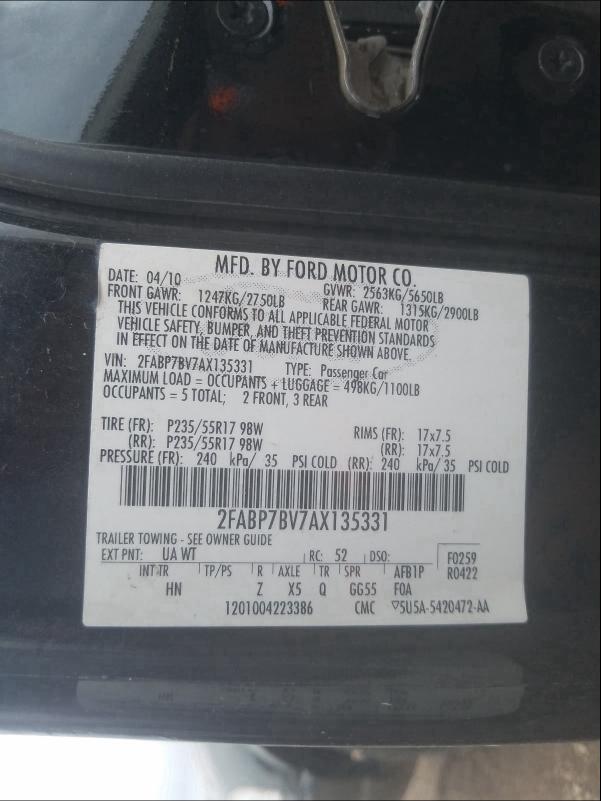 MFD. BY FORD MOTOR CO.
DATE: 04/10 GVWR: 2563KG/5650LB
FRONT GAWR: 1247KG/2750LB REAR GAWR: 1315KG/2900LB
THIS VEHICLE CONFORMS TO ALL APPLICABLE FEDERAL MOTOR
VEHICLE SAFETY, BUMPER, AND THEFT PREVENTION STANDARDS
IN EFFECT ON THE DATE OF MANUFACTURE SHOWN ABOVE.
VIN: 2FABP7BV7AX135331 TYPE: Passenger Car
MAXIMUM LOAD = OCCUPANTS + LUGGAGE = 498KG/1100LB
OCCUPANTS = 5 TOTAL; 2 FRONT, 3 REAR
TIRE (FR): P235/55R17 98W RIMS (FR): 17x7.5
(RR): P235/55R17 98W (RR): 17x7.5
PRESSURE (FR): 240 kPa/ 35 PSI COLD (RR): 240 kPa/ 35 PSI COLD
2FABP7BV7AX135331
TRAILER TOWING - SEE OWNER GUIDE
EXT PNT: UA WT RC: 52 DSO: F0259
INT TR TP/PS R AXLE TR SPR AFB1P R0422
HN Z X5 Q GG55 F0A
1201004223386 CMC ▽5U5A-5420472-AA